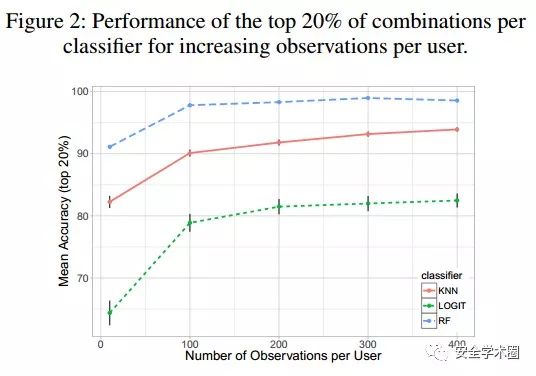 Figure 2: Performance of the top 20% of combinations per
classifier for increasing observations per user.
100
90
80
70
Mean Accuracy (top 20%)
classifier
KNN
LOGIT
RF
0 100 200 300 400
Number of Observations per User
安全学术圈